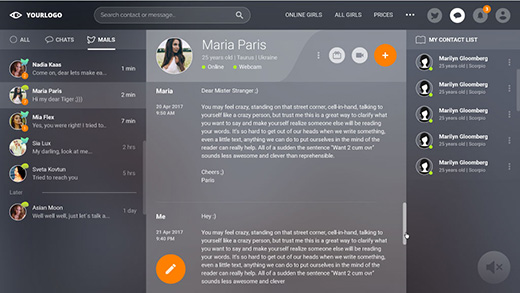 YOURLOGO
Search contact or message..
ONLINE GIRLS
ALL GIRLS
PRICES
ALL
CHATS
MAILS
Nadia Kaas
Come on, dear lets make ex..
1 min
Maria Paris
Hi my dear Tiger ;)))
2 min
Mia Flex
Yes, you were right! I tried to..
7 min
Sia Lux
My darling, look at me..
2 hrs
Sveta Kovtun
Tried to reach you
5 hrs
Later
Asian Moon
Well well well, just let`s talk a..
1 day
Maria Paris
25 years old | Taurus | Ukraine
Online
Webcam
Maria
20 Apr 2017
9:50 AM
Dear Mister Stranger ;)
You may feel crazy, standing on that street corner, cell-in-hand, talking to
yourself like a crazy person, but trust me this is a great way to clarify what
you want to say and make yourself realize someone else will be reading
your words. It's so hard to get out of our heads when we write something,
even a little text, anything we can do to put ourselves in the mind of the
reader can really help. All of a sudden the sentence "Want 2 cum ovr"
sounds less awesome and clever than reprehensible.
Cheers;)
Paris
Me
21 Apr 2017
9:40 PM
Hey :)
You may feel crazy, standing on that street corner, cell-in-hand, talking to
yourself like a crazy person, but trust me this is a great way to clarify what
you want to say and make yourself realize someone else will be reading
your words. It's so hard to get out of our heads when we write something,
even a little text, anything we can do to put ourselves in the mind of the
reader can really help. All of a sudden the sentence "Want 2 cum ovr"
sounds less awesome and clever
MY CONTACT LIST
Marilyn Gloomberg
25 years old | Scorpio
Marilyn Gloomberg
25 years old | Scorpio
Marilyn Gloomberg
25 years old | Scorpio
Marilyn Gloomberg
25 years old | Scorpio
Marilyn Gloomberg
25 years old | Scorpio